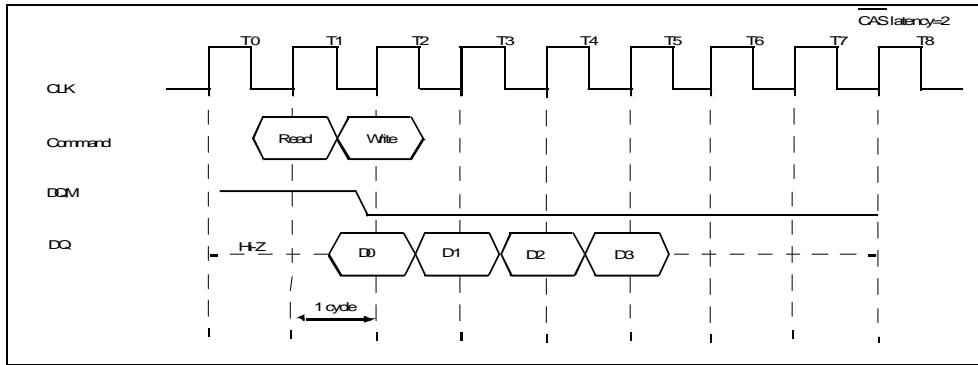 CAS latency=2
T0 T1 T2 T3 T4 T5 T6 T7 T8
CLK
Command Read Write
DQM
DQ Hi-Z D0 D1 D2 D3
1 cycle